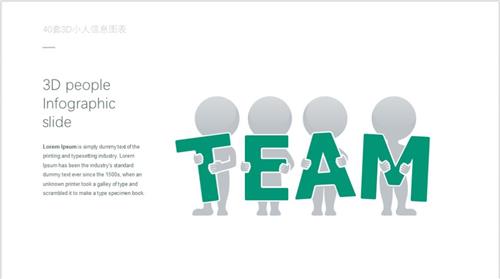 40套3D小人信息图表
3D people
Infographic
slide
Lorem Ipsum is simply dummy text of the
printing and typesetting industry. Lorem
Ipsum has been the industry's standard
dummy text ever since the 1500s, when an
unknown printer took a galley of type and
scrambled it to make a type specimen book.
TEAM